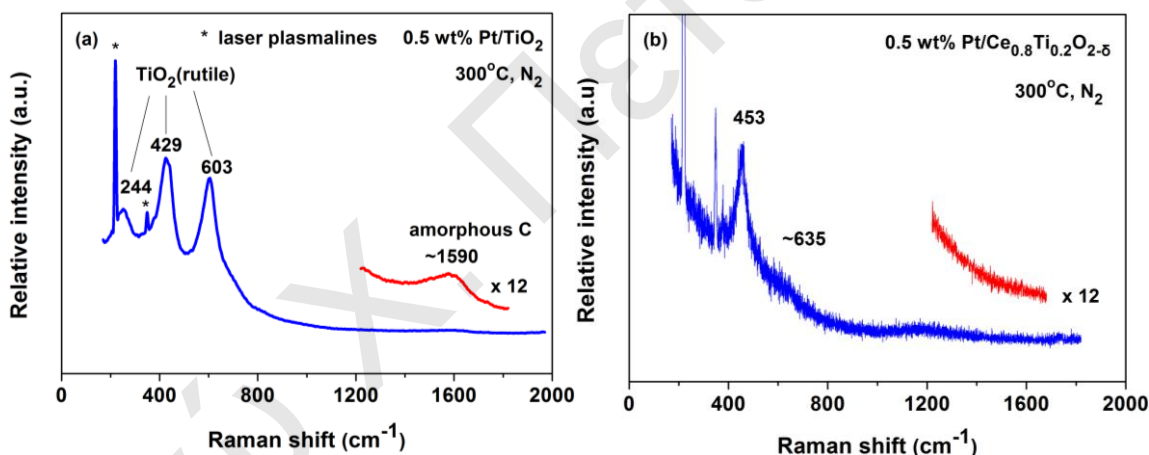 (a)
* laser plasmalines
0.5 wt% Pt/TiO₂
300°C, N₂
TiO₂(rutile)
*
244
*
429
603
amorphous C
~1590
x 12
Relative intensity (a.u.)
0 400 800 1200 1600 2000
Raman shift (cm⁻¹)
(b)
0.5 wt% Pt/Ce₀.₈Ti₀.₂O₂₋δ
300°C, N₂
453
~635
x 12
Relative intensity (a.u)
0 400 800 1200 1600 2000
Raman shift (cm⁻¹)